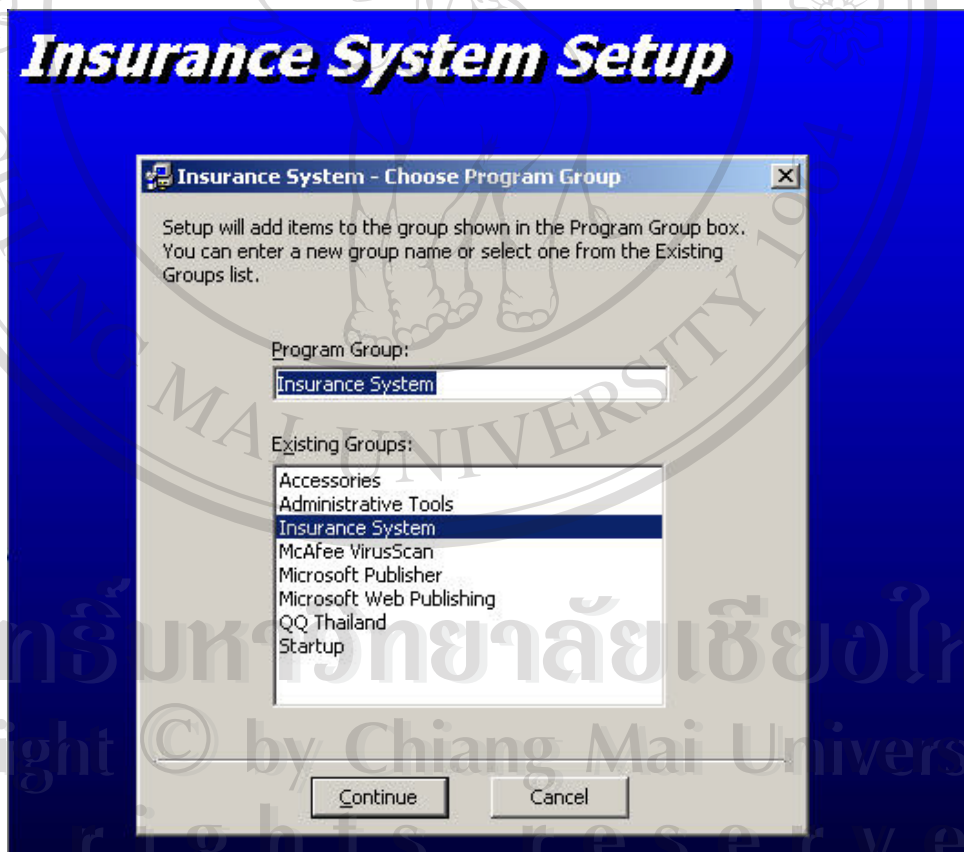 Insurance System Setup
Insurance System - Choose Program Group
Setup will add items to the group shown in the Program Group box.
You can enter a new group name or select one from the Existing
Groups list.
Program Group:
Insurance System
Existing Groups:
Accessories
Administrative Tools
Insurance System
McAfee VirusScan
Microsoft Publisher
Microsoft Web Publishing
QQ Thailand
Startup
Continue
Cancel
MAI UNIVERSITY
by Chiang Mai
rights